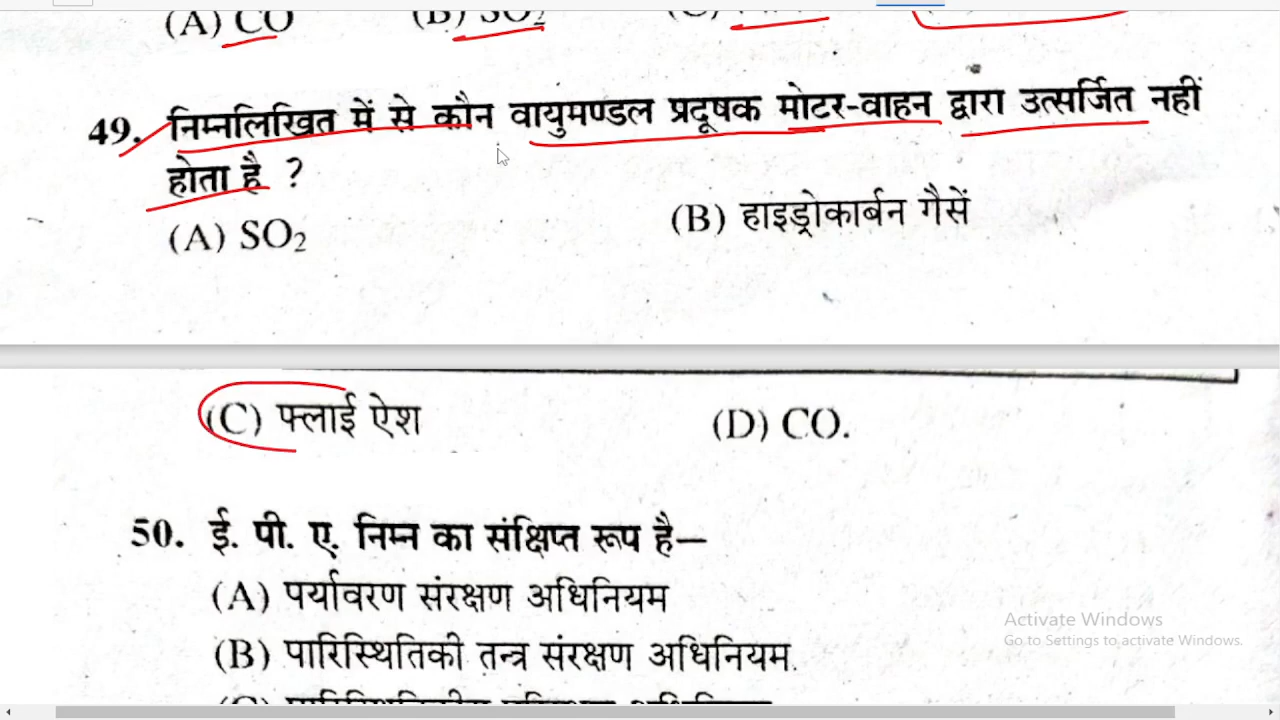 (A) CO (B) SO2
49. निम्नलिखित में से कौन वायुमण्डल प्रदूषक मोटर-वाहन द्वारा उत्सर्जित नहीं
होता है ?
(A) SO2 (B) हाइड्रोकार्बन गैसें
(C) फ्लाई ऐश (D) CO.
50. ई. पी. ए. निम्न का संक्षिप्त रूप है—
(A) पर्यावरण संरक्षण अधिनियम
Activate Windows
Go to Settings to activate Windows.
(B) पारिस्थितिकी तन्त्र संरक्षण अधिनियम.